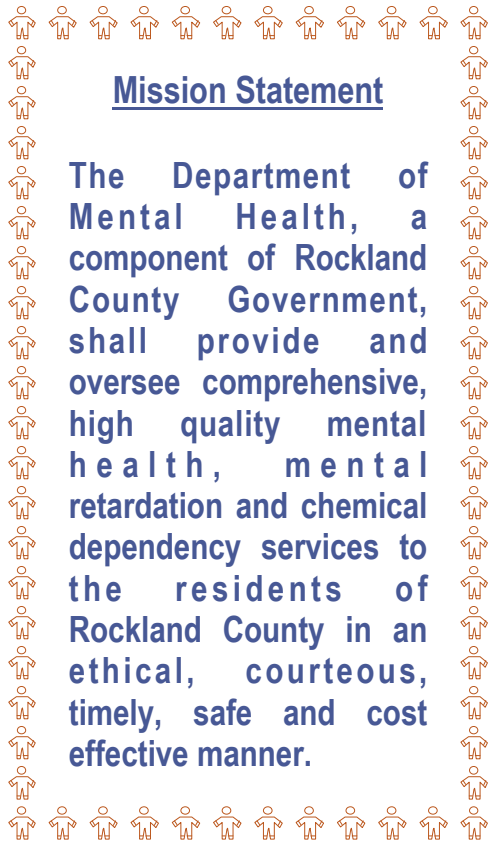 Mission Statement
The Department of
Mental Health, a
component of Rockland
County Government,
shall provide and
oversee comprehensive,
high quality mental
health, mental
retardation and chemical
dependency services to
the residents of
Rockland County in an
ethical, courteous,
timely, safe and cost
effective manner.